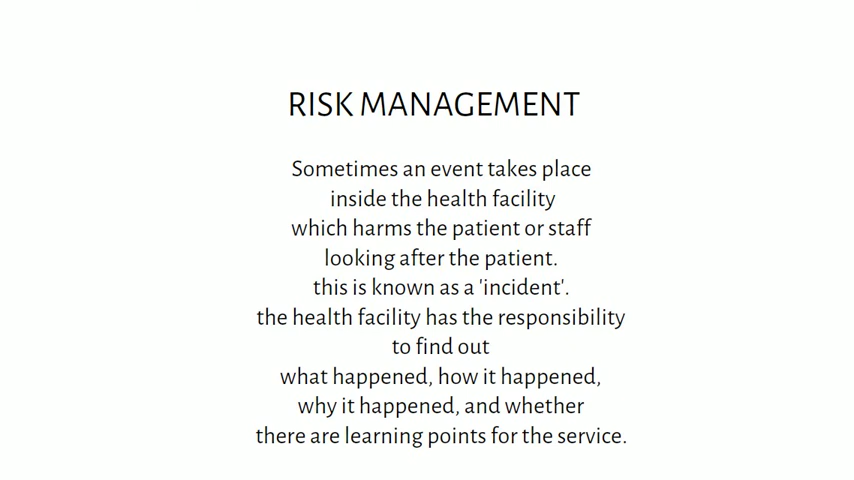 RISK MANAGEMENT
Sometimes an event takes place
inside the health facility
which harms the patient or staff
looking after the patient.
this is known as a 'incident'.
the health facility has the responsibility
to find out
what happened, how it happened,
why it happened, and whether
there are learning points for the service.